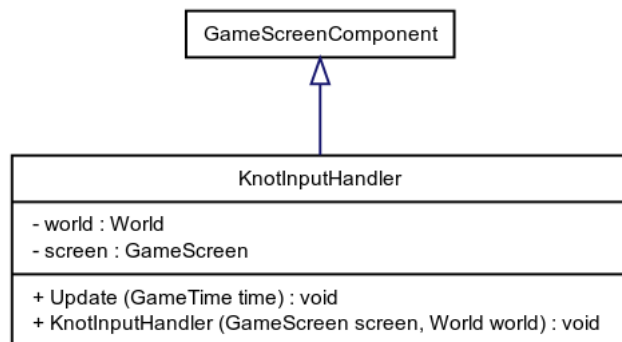 GameScreenComponent
KnotInputHandler
- world : World
- screen : GameScreen
+ Update (GameTime time) : void
+ KnotInputHandler (GameScreen screen, World world) : void